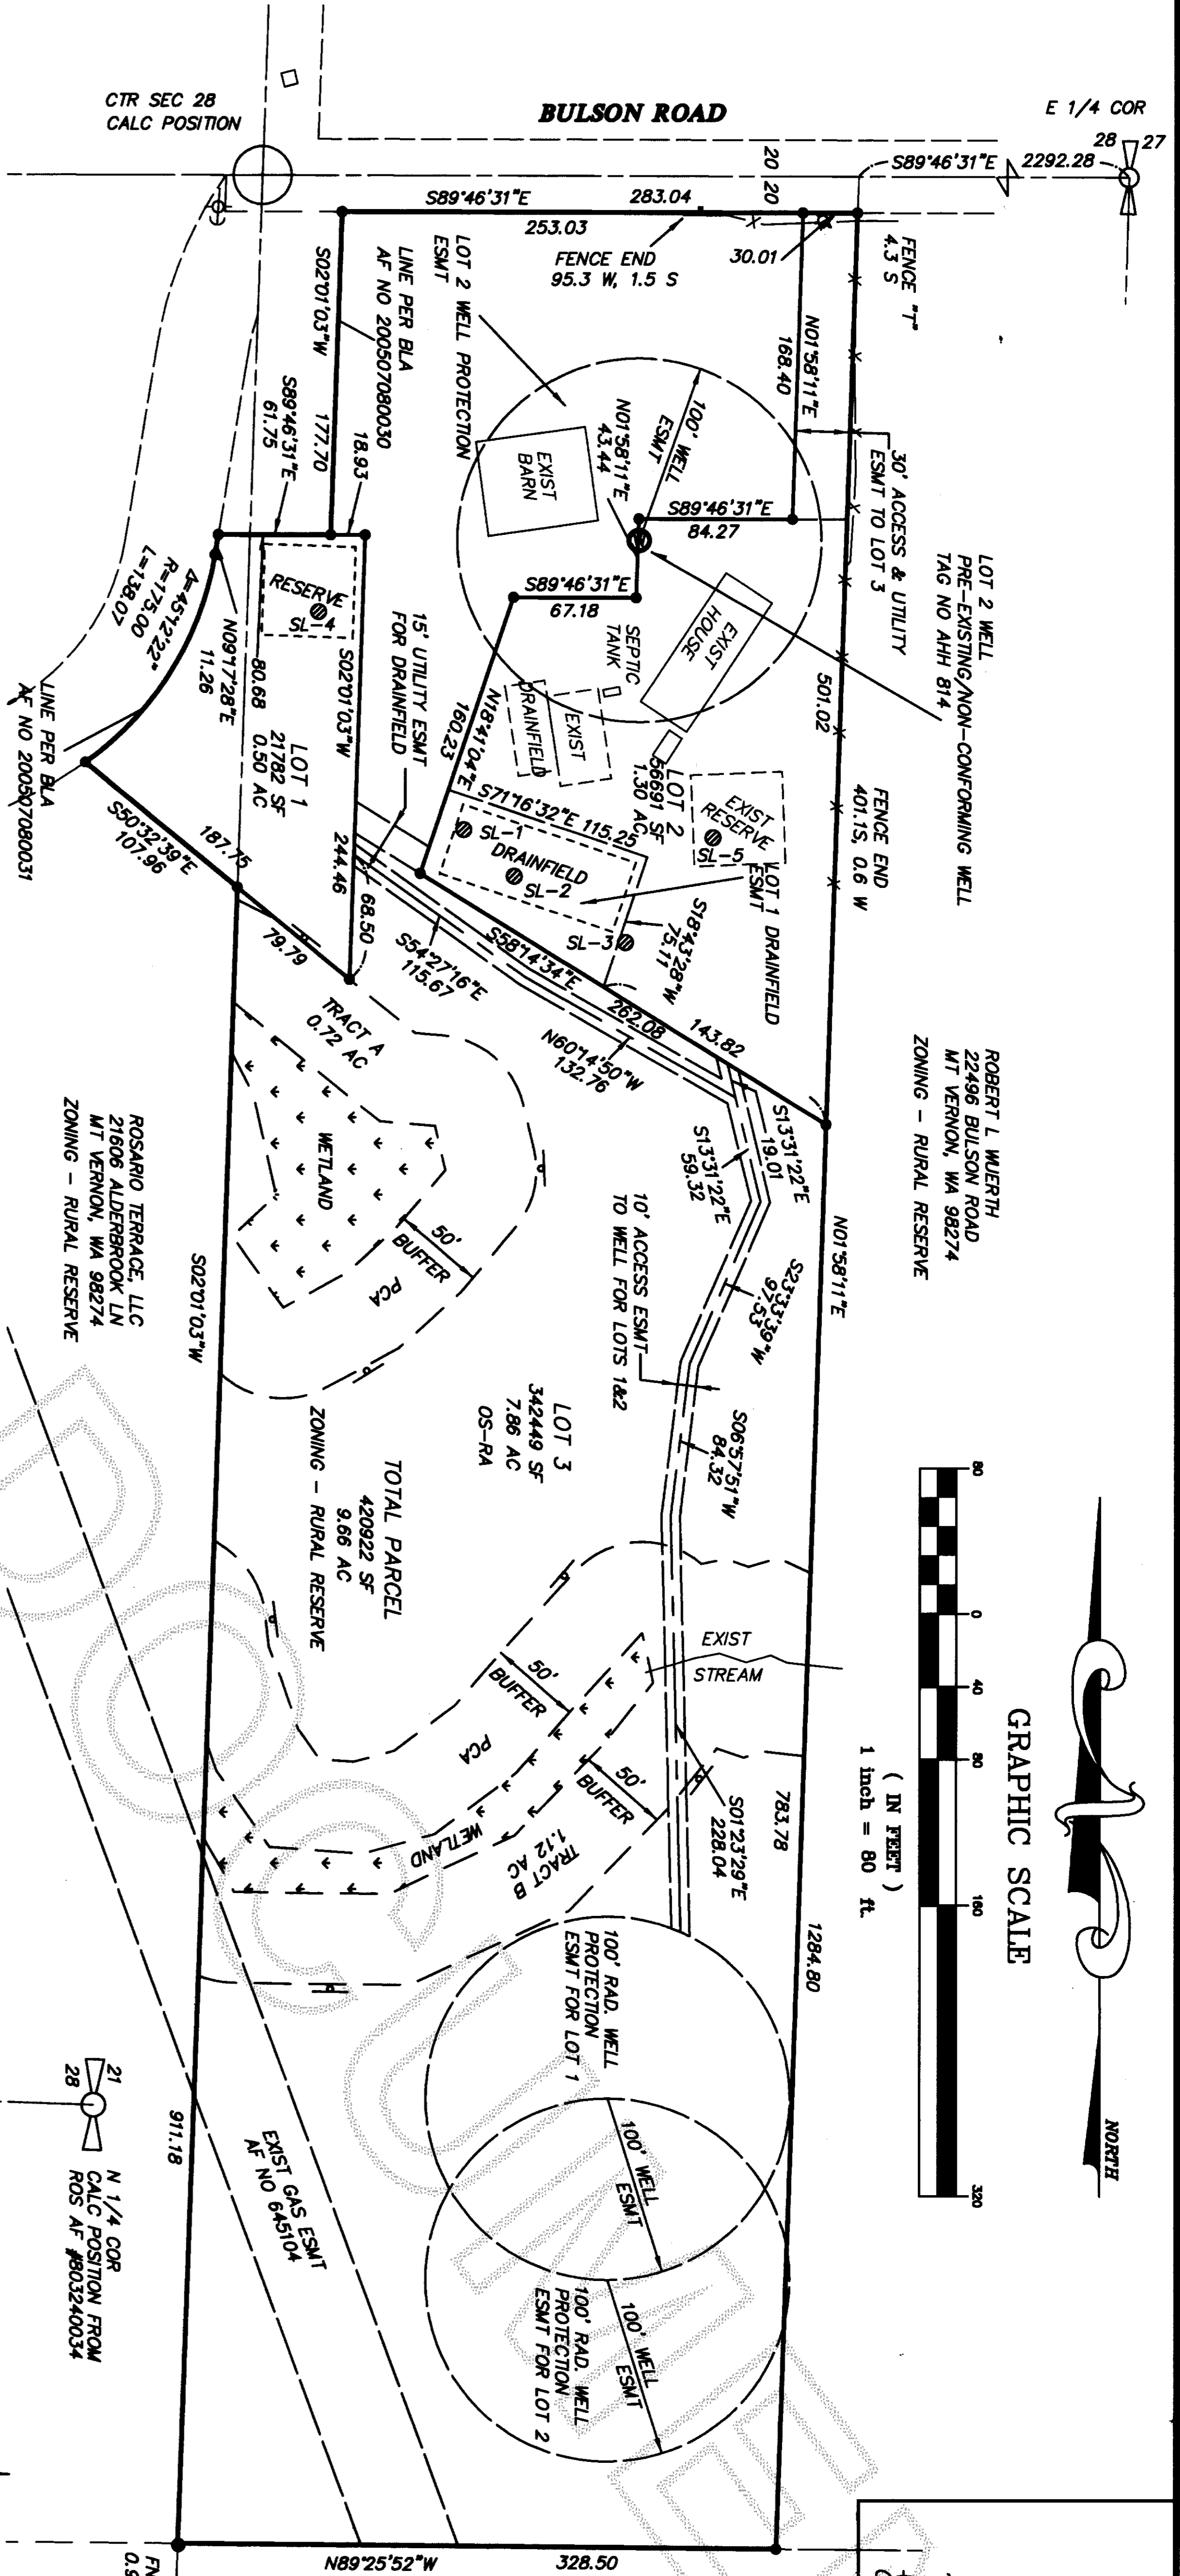 CTR SEC 28
CALC POSITION
BULSON ROAD
E 1/4 COR
28
27
S89°46'31"E
2292.28
20
20
S89°46'31"E
283.04
253.03
30.01
FENCE END
95.3 W, 1.5 S
FENCE "T"
4.3 S
LOT 2 WELL PROTECTION
ESMT
LINE PER BLA
AF NO 200507080030
S02°01'03"W
177.70
18.93
S89°46'31"E
61.75
N01°58'11"E
168.40
30' ACCESS & UTILITY
ESMT TO LOT 3
100' WELL
ESMT
N01°58'11"E
43.44
EXIST
BARN
S89°46'31"E
84.27
S89°46'31"E
67.18
LOT 2 WELL
PRE-EXISTING/NON-CONFORMING WELL
TAG NO AHH 814
W
EXIST
HOUSE
SEPTIC
TANK
EXIST
DRAINFIELD
501.02
RESERVE
SL-4
15' UTILITY ESMT
FOR DRAINFIELD
N18°41'04"E
160.23
Δ=45°12'22"
R=175.00
L=138.07
N09°17'28"E
11.26
80.68
S02°01'03"W
244.46
LOT 1
21782 SF
0.50 AC
LOT 2
56691 SF
1.30 AC
EXIST
RESERVE
SL-5
FENCE END
401.1S, 0.6 W
S71°16'32"E 115.25
SL-1
DRAINFIELD
SL-2
SL-3
LOT 1 DRAINFIELD
ESMT
S18°43'28"W
75.11
LINE PER BLA
AF NO 200507080031
S50°32'39"E
187.75
107.96
79.79
68.50
S54°27'16"E
115.67
S58°14'34"E
262.08
143.82
N60°14'50"W
132.76
TRACT A
0.72 AC
WETLAND
50'
BUFFER
PCA
S13°31'22"E
19.01
S13°31'22"E
59.32
S23°33'39"W
97.53
10' ACCESS ESMT
TO WELL FOR LOTS 1&2
S06°57'51"W
84.32
ROBERT L WUERTH
22496 BULSON ROAD
MT VERNON, WA 98274
ZONING - RURAL RESERVE
N01°58'11"E
ROSARIO TERRACE, LLC
21606 ALDERBROOK LN
MT VERNON, WA 98274
ZONING - RURAL RESERVE
S02°01'03"W
LOT 3
342449 SF
7.86 AC
OS-RA
TOTAL PARCEL
420922 SF
9.66 AC
ZONING - RURAL RESERVE
NORTH
GRAPHIC SCALE
80
0
40
80
160
320
( IN FEET )
1 inch = 80 ft.
EXIST
STREAM
50'
BUFFER
PCA
50'
BUFFER
WETLAND
TRACT B
1.12 AC
S01°23'29"E
228.04
783.78
1284.80
100' RAD. WELL
PROTECTION
ESMT FOR LOT 1
100' WELL
ESMT
100' WELL
ESMT
100' RAD. WELL
PROTECTION
ESMT FOR LOT 2
EXIST GAS ESMT
AF NO 645104
911.18
21
28
N 1/4 COR
CALC POSITION FROM
ROS AF #803240034
N89°25'52"W
328.50